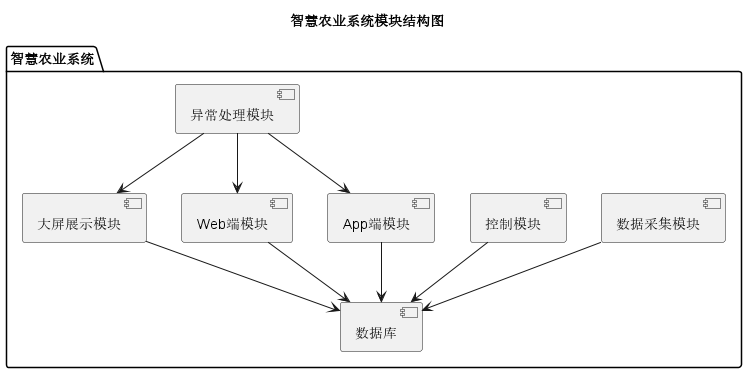 智慧农业系统模块结构图
智慧农业系统
异常处理模块
大屏展示模块
Web端模块
App端模块
控制模块
数据采集模块
数据库